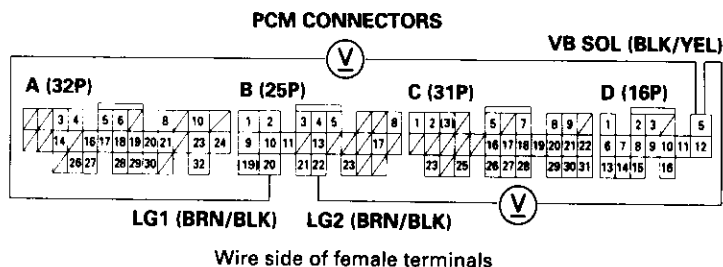 PCM CONNECTORS
V
VB SOL (BLK/YEL)
A (32P)
B (25P)
C (31P)
D (16P)
3 4 5 6 8 10
14 16 17 18 19 20 21 23 24
26 27 28 29 30 32
1 2 3 4 5 8
9 10 11 13 17
(19) 20 21 22 23
1 2 (3) 5 7 8 9
16 17 18 19 20 21 22
23 25 26 27 28 29 30 31
1 2 3 5
6 7 8 9 10 11 12
13 14 15 16
LG1 (BRN/BLK)
LG2 (BRN/BLK)
V
Wire side of female terminals